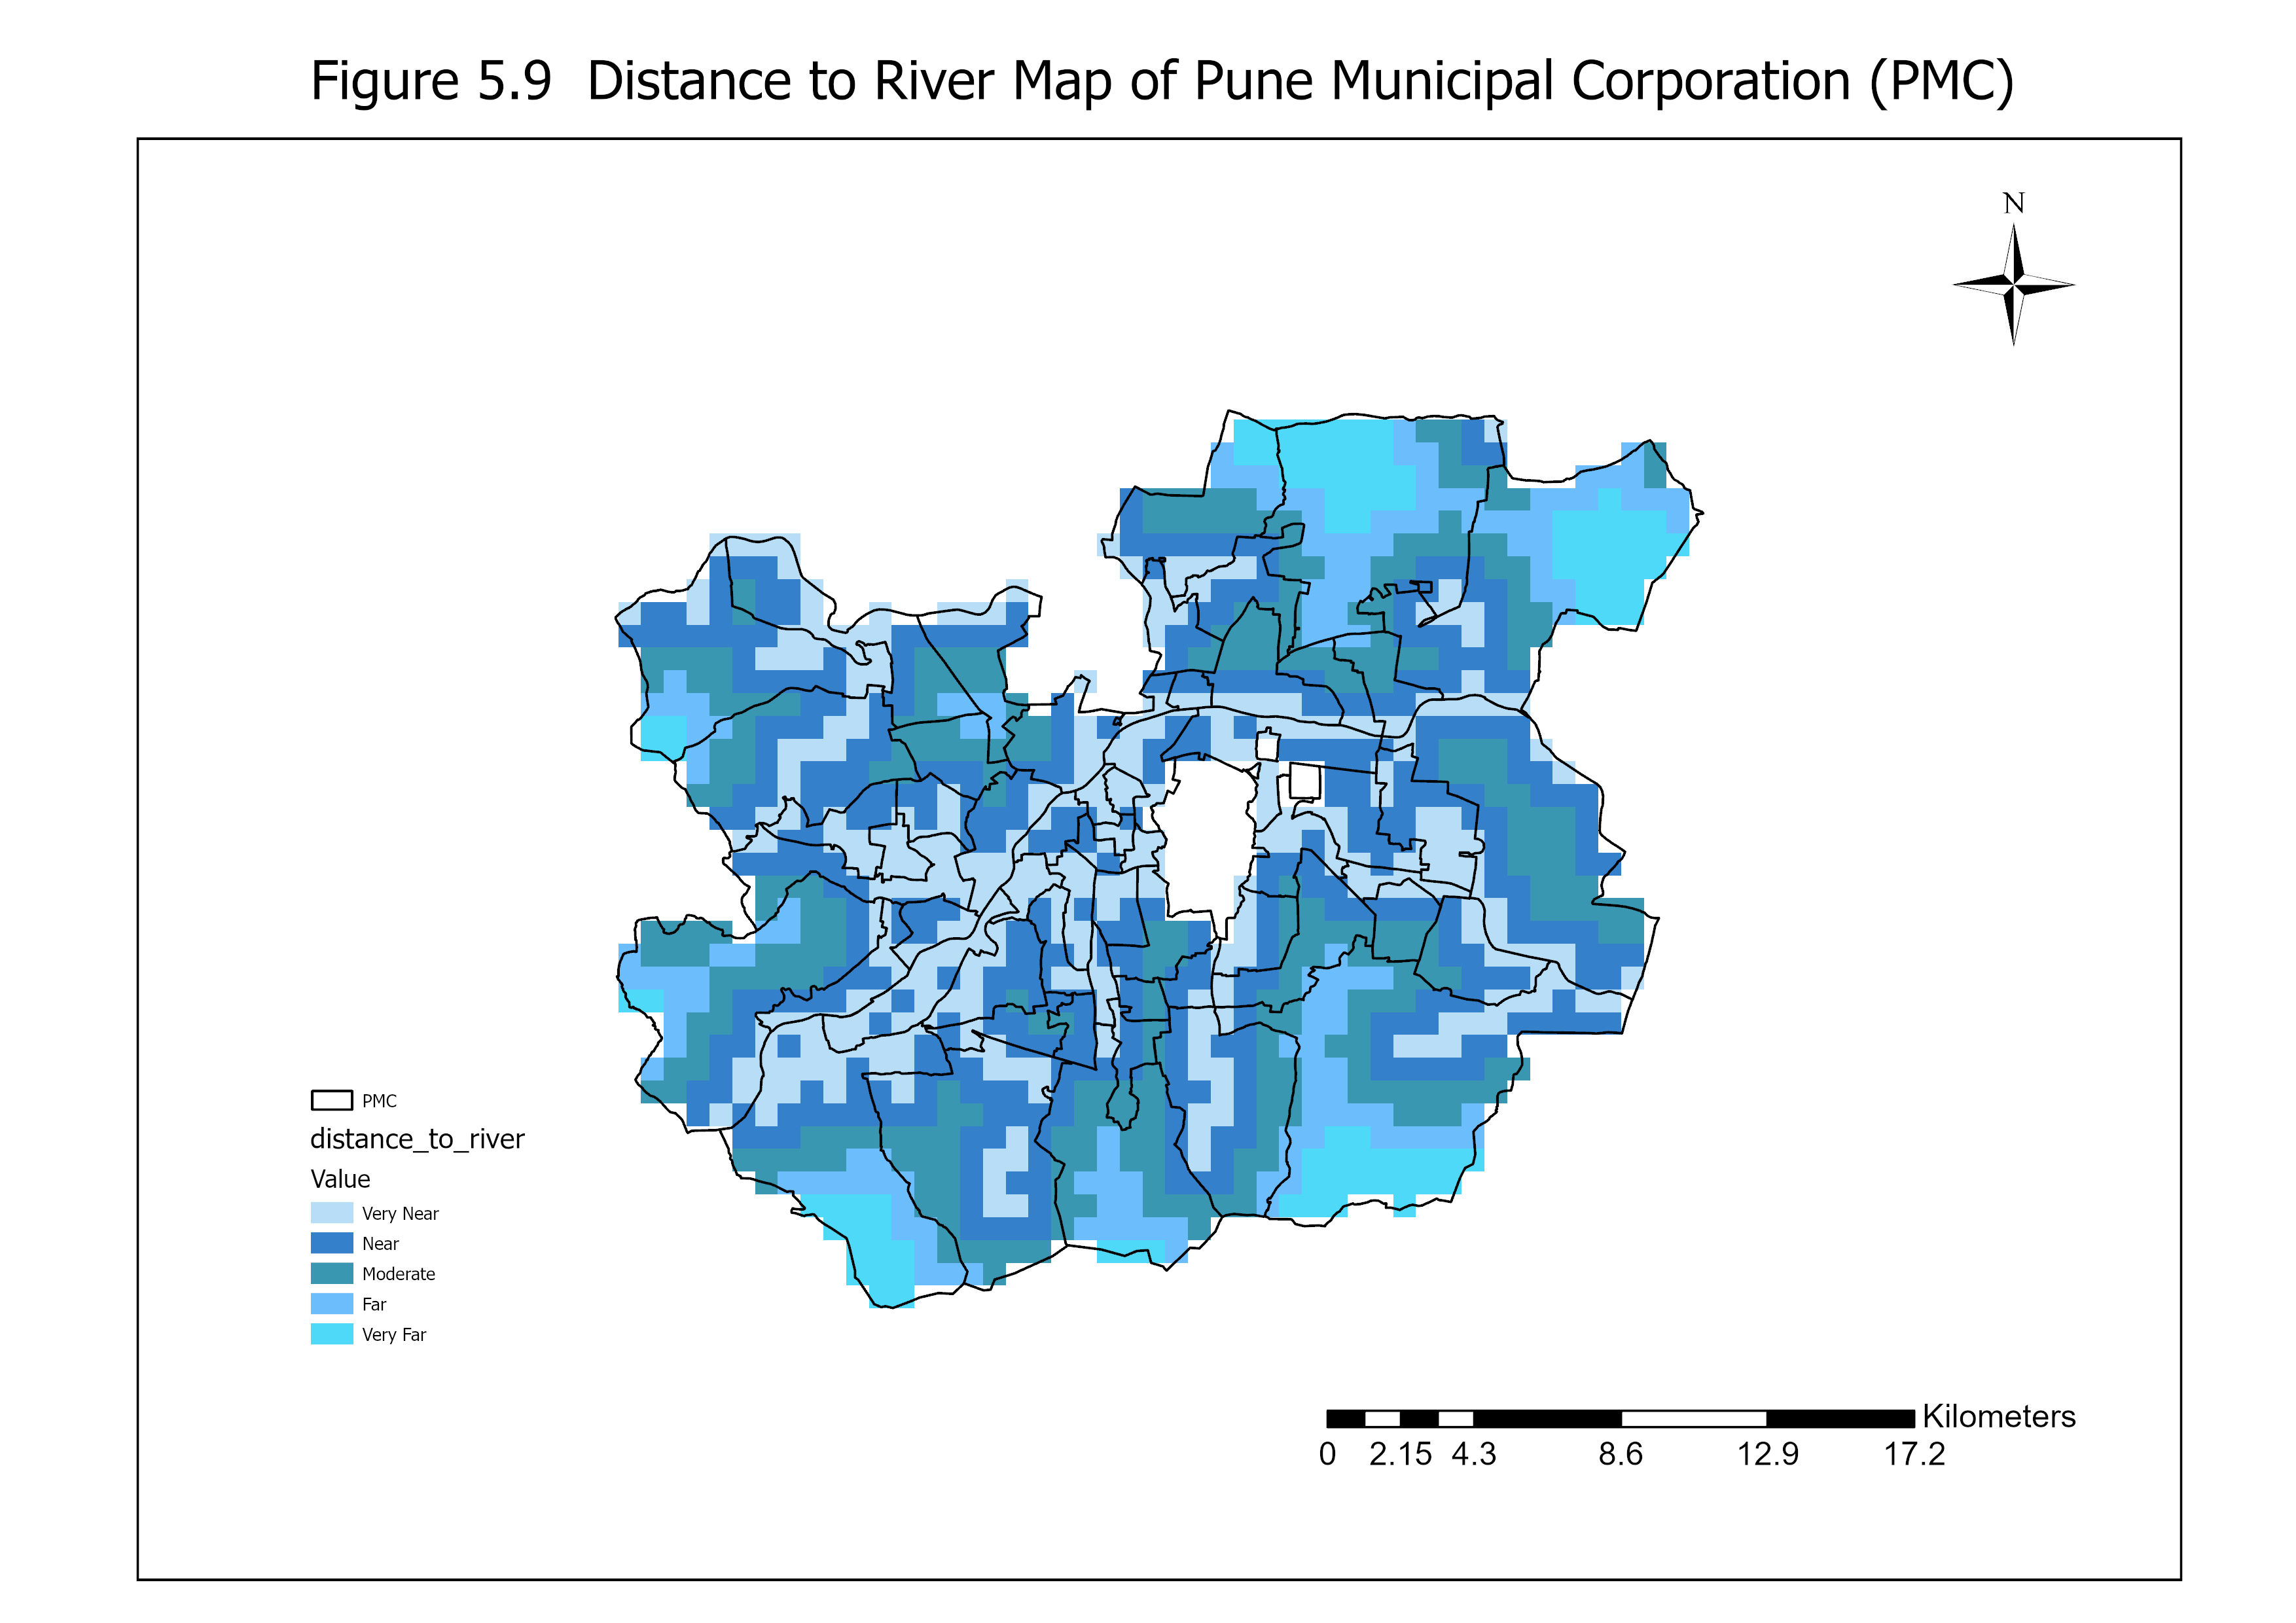 Figure 5.9 Distance to River Map of Pune Municipal Corporation (PMC)
N
PMC
distance_to_river
Value
Very Near
Near
Moderate
Far
Very Far
Kilometers
0 2.15 4.3 8.6 12.9 17.2